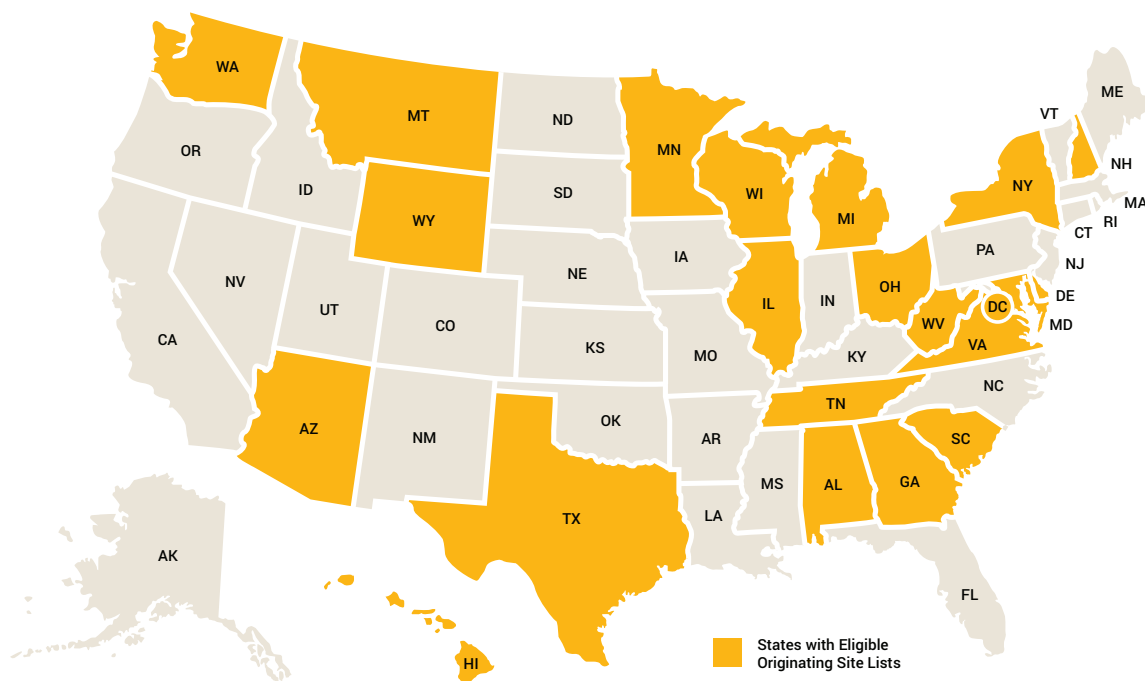 WA
MT
ND
MN
OR
ID
SD
WI
MI
NY
VT
ME
NH
MA
RI
CT
WY
NV
UT
NE
IA
PA
NJ
CA
CO
KS
MO
IL
IN
OH
WV
DC
DE
MD
VA
KY
AZ
NM
OK
AR
TN
NC
SC
TX
LA
MS
AL
GA
FL
AK
HI
States with Eligible
Originating Site Lists